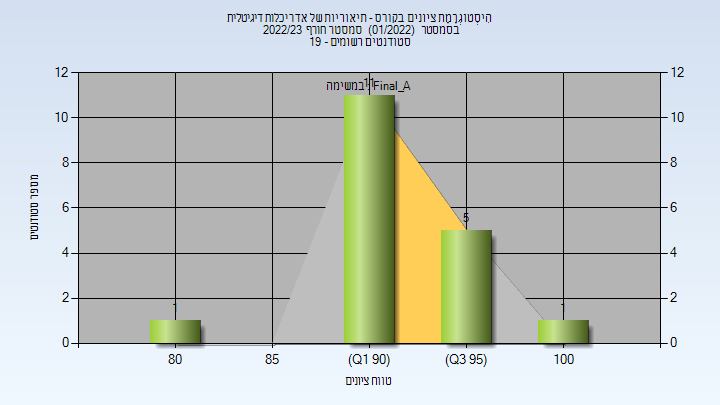 היסטוגרמת ציונים בקורס - תיאוריות של אדריכלות דיגיטלית
בסמסטר (01/2022) סמסטר חורף 2022/23
סטודנטים רשומים - 19
במשימה: Final_A
12 12
10 10
8 8
6 6
4 4
2 2
0 0
1 11 5 1
מספר סטודנטים
80 85 (Q1 90) (Q3 95) 100
טווח ציונים